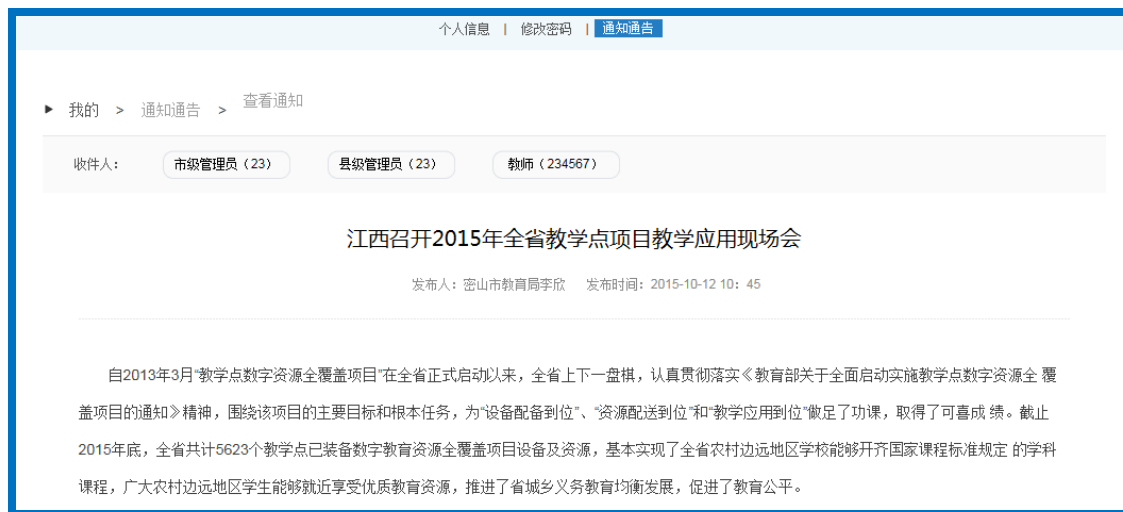 个人信息 | 修改密码 | 通知通告
▶ 我的 > 通知通告 > 查看通知
收件人: 市级管理员（23） 县级管理员（23） 教师（234567）
江西召开2015年全省教学点项目教学应用现场会
发布人：密山市教育局李欣 发布时间：2015-10-12 10：45
自2013年3月“教学点数字资源全覆盖项目”在全省正式启动以来，全省上下一盘棋，认真贯彻落实《教育部关于全面启动实施教学点数字资源全 覆
盖项目的通知》精神，围绕该项目的主要目标和根本任务，为“设备配备到位”、“资源配送到位”和“教学应用到位”做足了功课，取得了可喜成 绩。截止
2015年底，全省共计5623个教学点已装备数字教育资源全覆盖项目设备及资源，基本实现了全省农村边远地区学校能够开齐国家课程标准规定 的学科
课程，广大农村边远地区学生能够就近享受优质教育资源，推进了省城乡义务教育均衡发展，促进了教育公平。